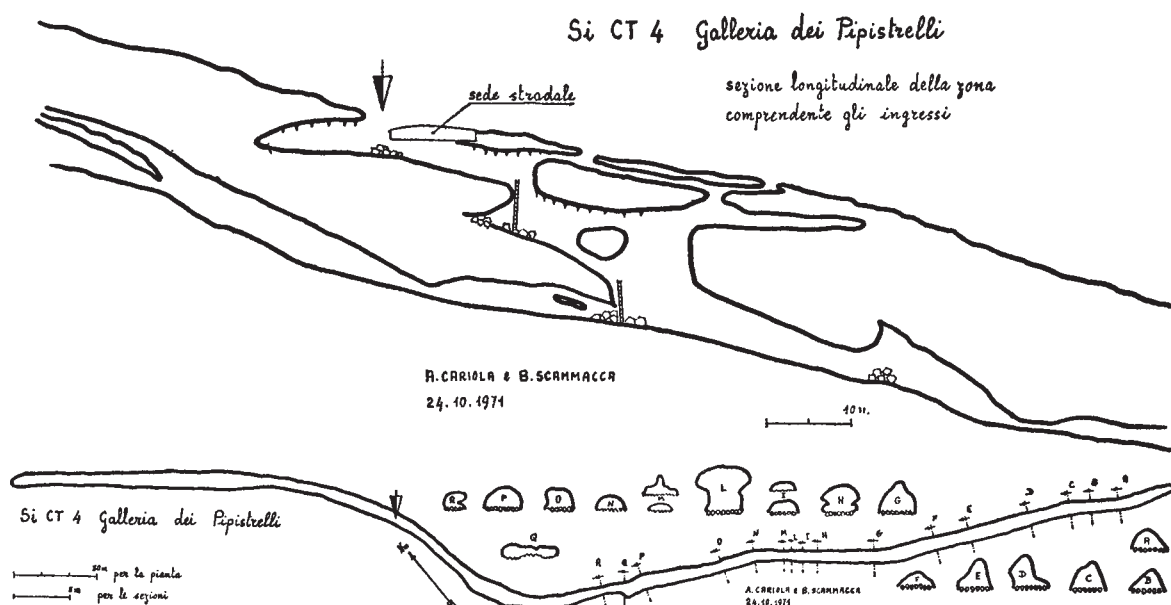 Si CT 4 Galleria dei Pipistrelli
sezione longitudinale della zona
comprendente gli ingressi
sede stradale
A. CARIOLA & B. SCAMMACCA
24.10.1971
10 m.
Si CT 4 Galleria dei Pipistrelli
50 m per la pianta
5 m per le sezioni
R P O N M L I H G
Q
R Q P O N M L I H G F E D C B A
F E D C B A
A. CARIOLA & B. SCAMMACCA
24.10.1971